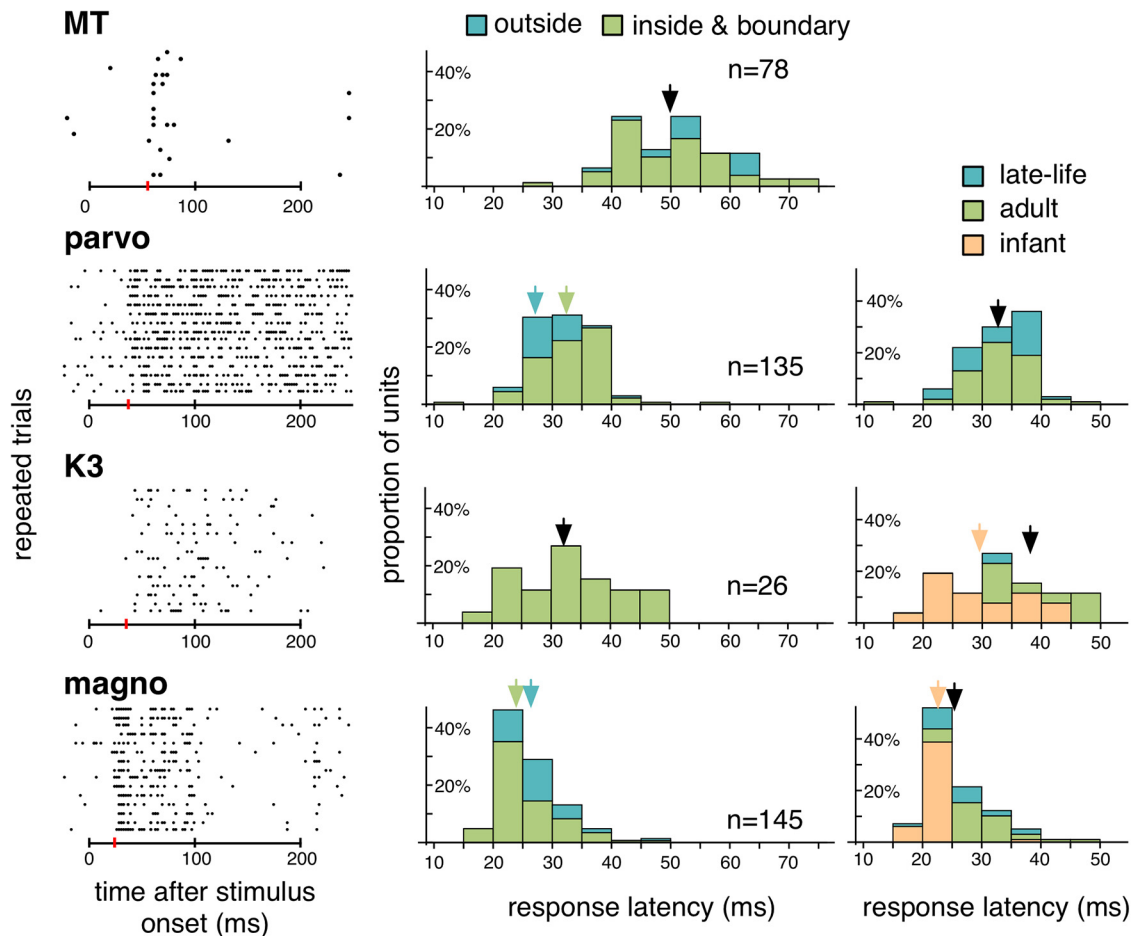 MT
outside inside & boundary
40%
20%
n=78
0 100 200
10 20 30 40 50 60 70
late-life
adult
infant
parvo
40%
20%
n=135
0 100 200
10 20 30 40 50 60 70
40%
20%
10 20 30 40 50
repeated trials
proportion of units
K3
40%
20%
n=26
0 100 200
10 20 30 40 50 60 70
40%
20%
10 20 30 40 50
magno
40%
20%
n=145
0 100 200
10 20 30 40 50 60 70
40%
20%
10 20 30 40 50
time after stimulus
onset (ms)
response latency (ms)
response latency (ms)